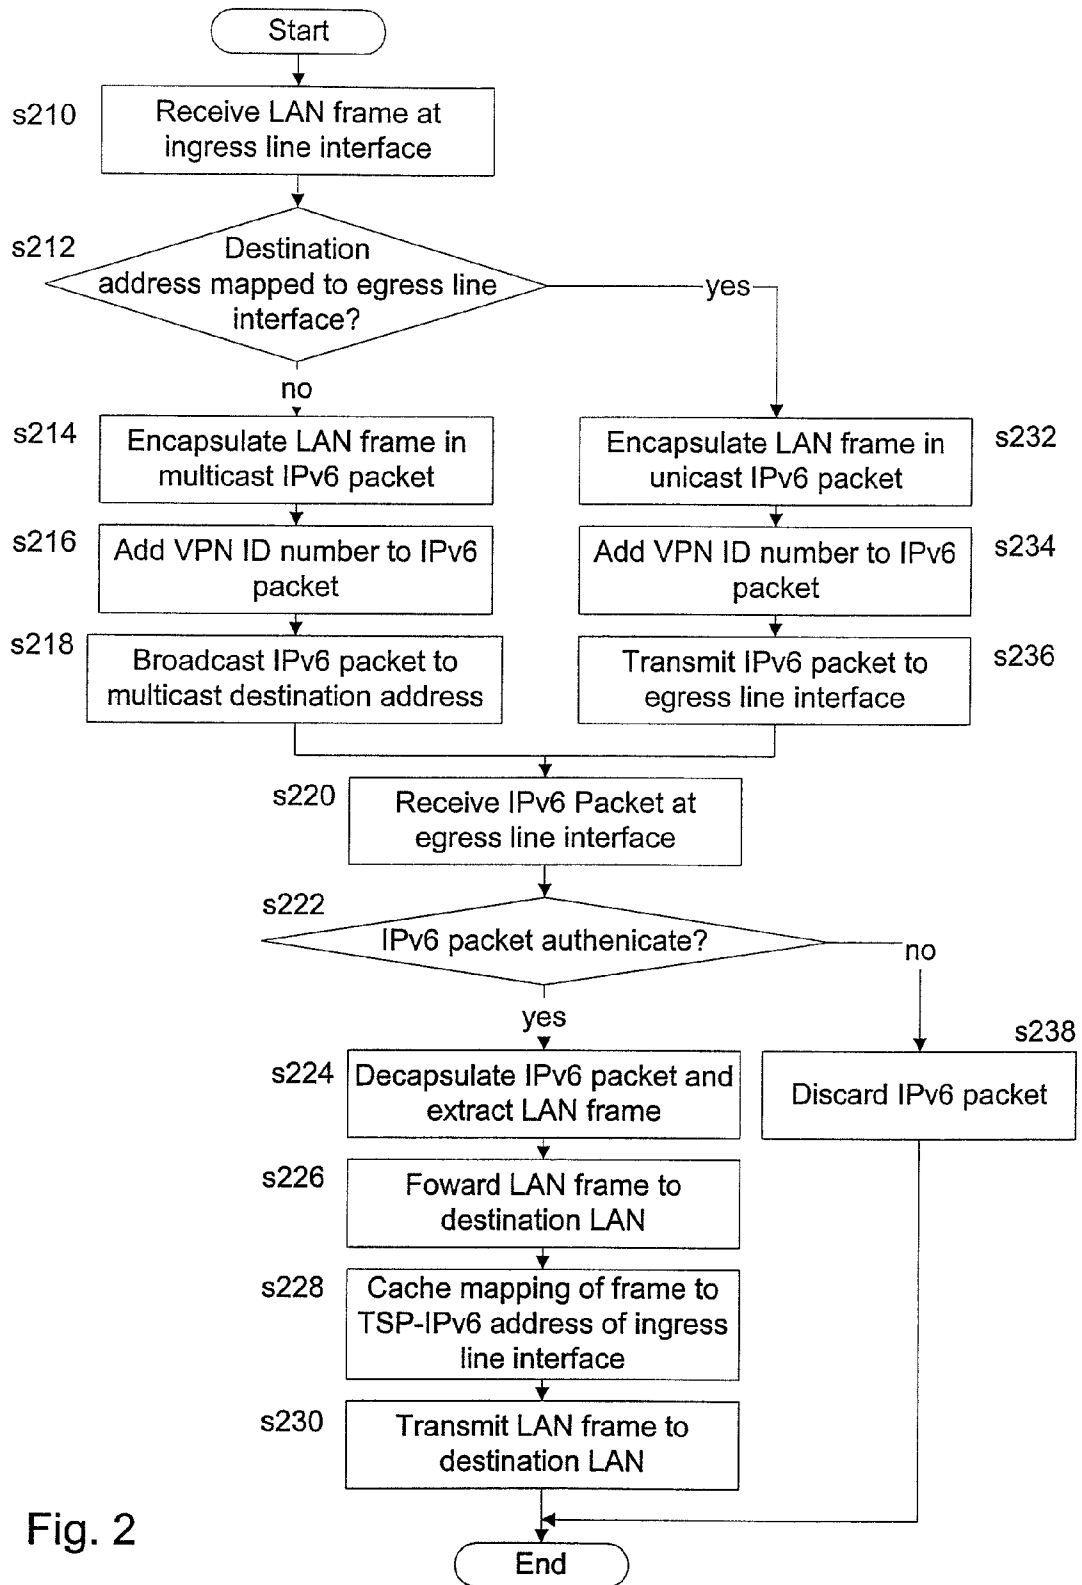 Start
s210
Receive LAN frame at
ingress line interface
s212
Destination
address mapped to egress line
interface?
yes
no
s214
Encapsulate LAN frame in
multicast IPv6 packet
Encapsulate LAN frame in
unicast IPv6 packet
s232
s216
Add VPN ID number to IPv6
packet
Add VPN ID number to IPv6
packet
s234
s218
Broadcast IPv6 packet to
multicast destination address
Transmit IPv6 packet to
egress line interface
s236
s220
Receive IPv6 Packet at
egress line interface
s222
IPv6 packet authenicate?
no
yes
s238
s224
Decapsulate IPv6 packet and
extract LAN frame
Discard IPv6 packet
s226
Foward LAN frame to
destination LAN
s228
Cache mapping of frame to
TSP-IPv6 address of ingress
line interface
s230
Transmit LAN frame to
destination LAN
Fig. 2
End